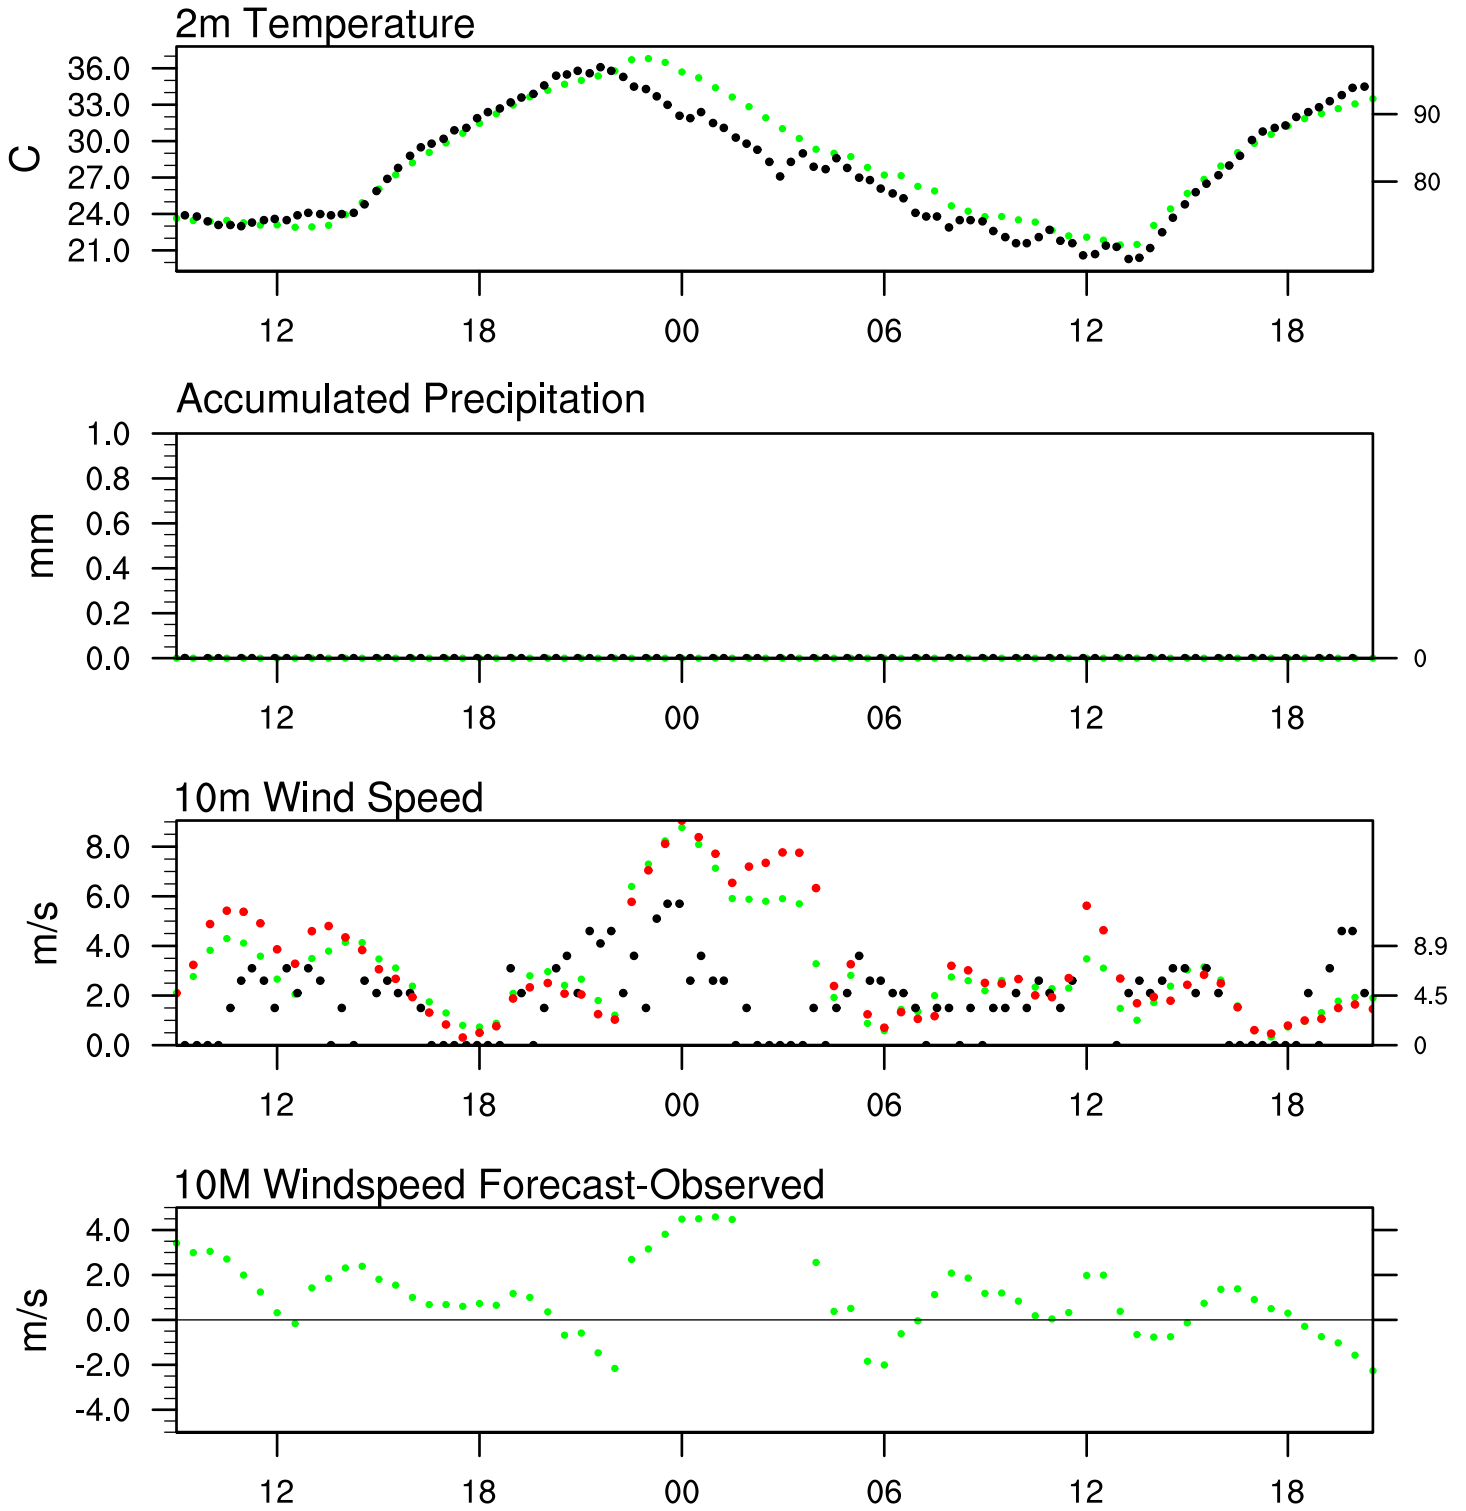 2m Temperature
36.0
33.0
90
30.0
C
27.0
80
24.0
21.0
12 18 00 06 12 18
Accumulated Precipitation
1.0
0.8
0.6
mm
0.4
0.2
0.0
0
12 18 00 06 12 18
10m Wind Speed
8.0
6.0
m/s
4.0
8.9
2.0
4.5
0.0
0
12 18 00 06 12 18
10M Windspeed Forecast-Observed
4.0
2.0
m/s
0.0
-2.0
-4.0
12 18 00 06 12 18